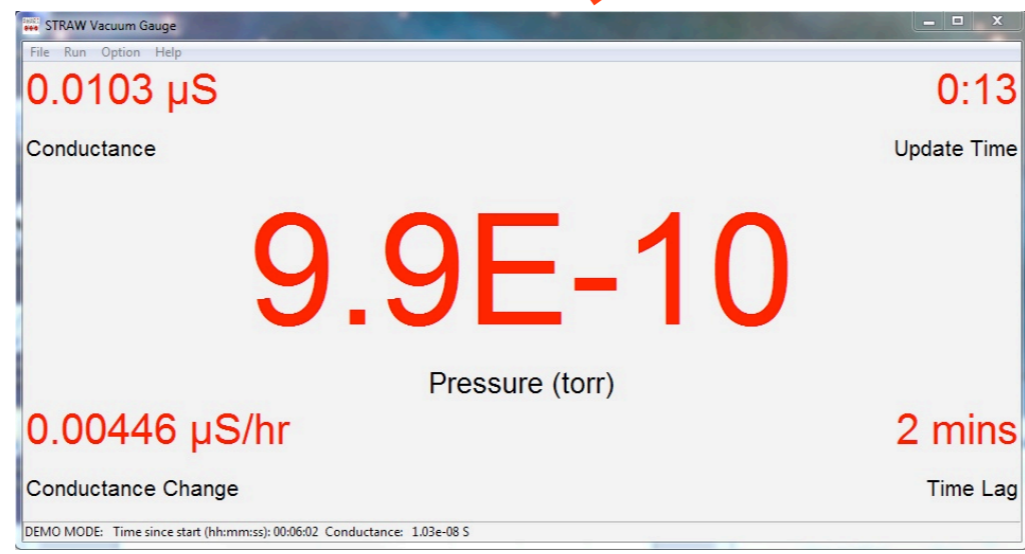 STRAW Vacuum Gauge
File Run Option Help
0.0103 µS
0:13
Conductance
Update Time
9.9E-10
Pressure (torr)
0.00446 µS/hr
2 mins
Conductance Change
Time Lag
DEMO MODE: Time since start (hh:mm:ss): 00:06:02 Conductance: 1.03e-08 S